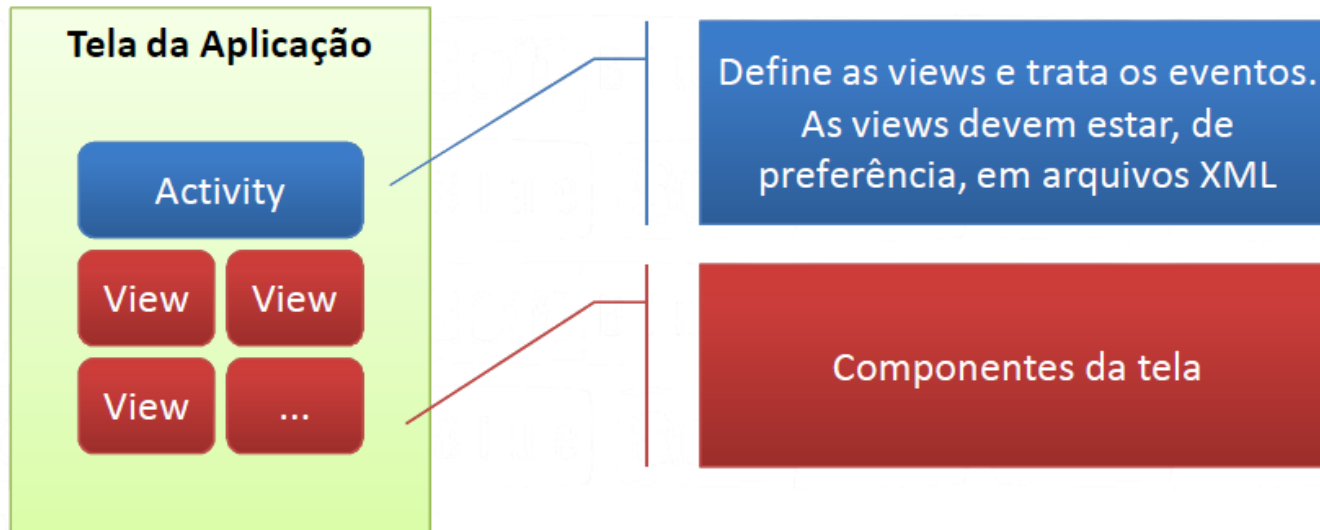 Tela da Aplicação
Activity
View
View
View
...
Define as views e trata os eventos.
As views devem estar, de
preferência, em arquivos XML
Componentes da tela